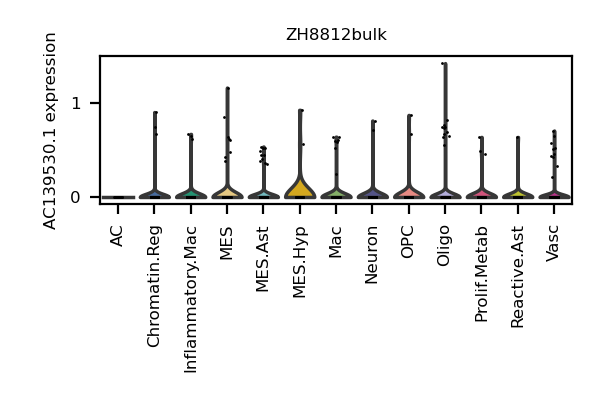 ZH8812bulk
AC139530.1 expression
1
0
AC
Chromatin.Reg
Inflammatory.Mac
MES
MES.Ast
MES.Hyp
Mac
Neuron
OPC
Oligo
Prolif.Metab
Reactive.Ast
Vasc